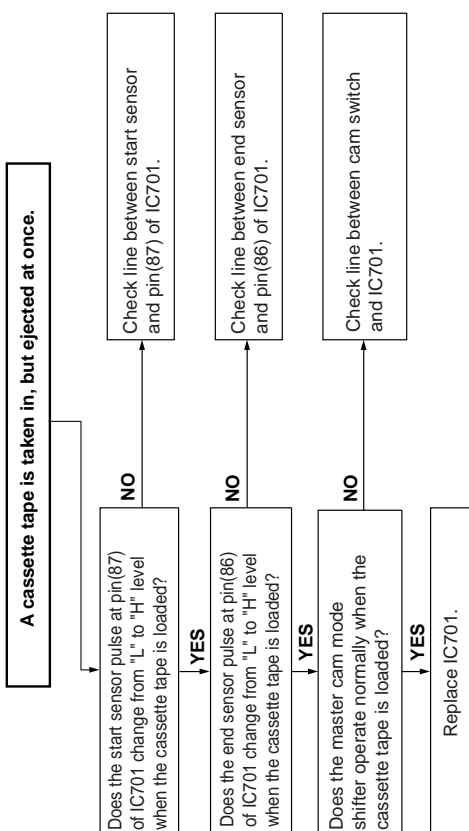 A cassette tape is taken in, but ejected at once.
Does the start sensor pulse at pin(87)
of IC701 change from "L" to "H" level
when the cassette tape is loaded?
NO
Check line between start sensor
and pin(87) of IC701.
YES
Does the end sensor pulse at pin(86)
of IC701 change from "L" to "H" level
when the cassette tape is loaded?
NO
Check line between end sensor
and pin(86) of IC701.
YES
Does the master cam mode
shifter operate normally when the
cassette tape is loaded?
NO
Check line between cam switch
and IC701.
YES
Replace IC701.